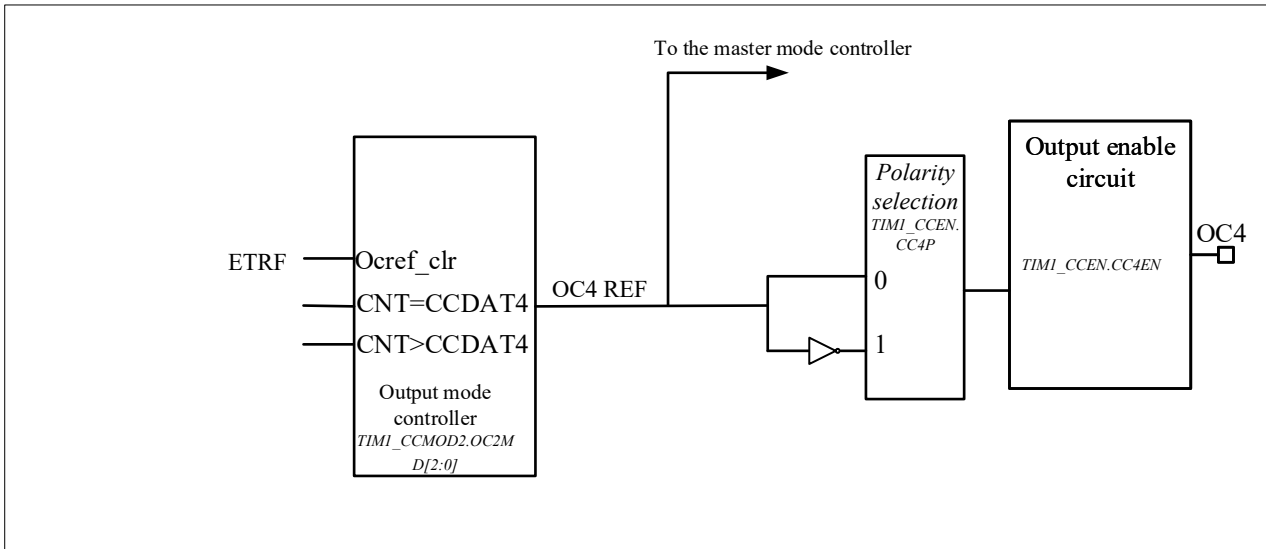 To the master mode controller
Output enable
circuit
Polarity
selection
TIM1_CCEN.
CC4P
OC4
ETRF
Ocref_clr
TIM1_CCEN.CC4EN
0
CNT=CCDAT4
OC4 REF
CNT>CCDAT4
1
Output mode
controller
TIM1_CCMOD2.OC2M
D[2:0]